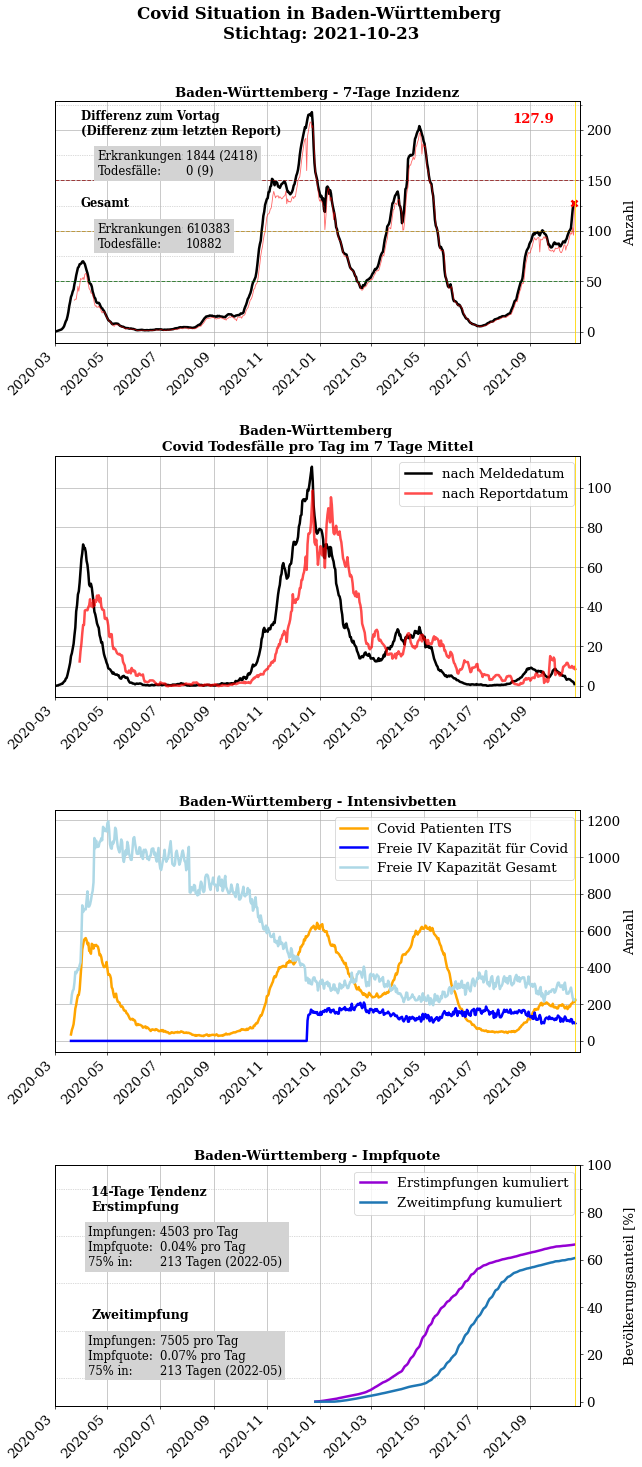 Covid Situation in Baden-Württemberg
Stichtag: 2021-10-23
Baden-Württemberg - 7-Tage Inzidenz
Differenz zum Vortag
(Differenz zum letzten Report)
Erkrankungen 1844 (2418)
Todesfälle: 0 (9)
Gesamt
Erkrankungen 610383
Todesfälle: 10882
127.9
200
150
100
50
0
Anzahl
2020-03
2020-05
2020-07
2020-09
2020-11
2021-01
2021-03
2021-05
2021-07
2021-09
Baden-Württemberg
Covid Todesfälle pro Tag im 7 Tage Mittel
nach Meldedatum
nach Reportdatum
100
80
60
40
20
0
2020-03
2020-05
2020-07
2020-09
2020-11
2021-01
2021-03
2021-05
2021-07
2021-09
Baden-Württemberg - Intensivbetten
Covid Patienten ITS
Freie IV Kapazität für Covid
Freie IV Kapazität Gesamt
1200
1000
800
600
400
200
0
Anzahl
2020-03
2020-05
2020-07
2020-09
2020-11
2021-01
2021-03
2021-05
2021-07
2021-09
Baden-Württemberg - Impfquote
14-Tage Tendenz
Erstimpfung
Impfungen: 4503 pro Tag
Impfquote: 0.04% pro Tag
75% in: 213 Tagen (2022-05)
Zweitimpfung
Impfungen: 7505 pro Tag
Impfquote: 0.07% pro Tag
75% in: 213 Tagen (2022-05)
Erstimpfungen kumuliert
Zweitimpfung kumuliert
100
80
60
40
20
0
Bevölkerungsanteil [%]
2020-03
2020-05
2020-07
2020-09
2020-11
2021-01
2021-03
2021-05
2021-07
2021-09